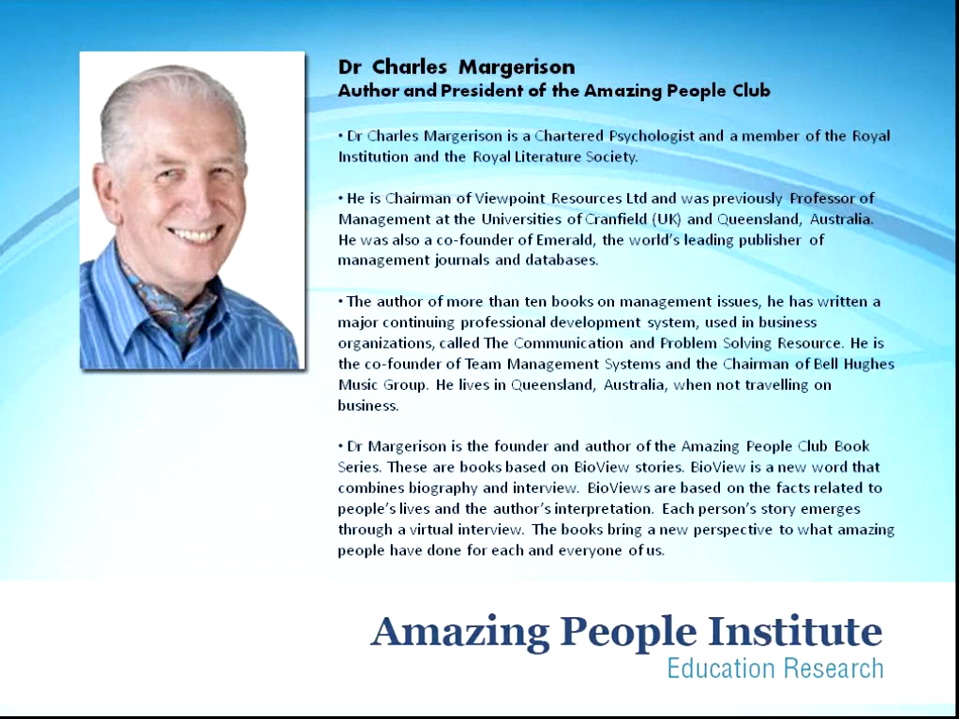 Dr Charles Margerison
Author and President of the Amazing People Club
• Dr Charles Margerison is a Chartered Psychologist and a member of the Royal
Institution and the Royal Literature Society.
• He is Chairman of Viewpoint Resources Ltd and was previously Professor of
Management at the Universities of Cranfield (UK) and Queensland, Australia.
He was also a co-founder of Emerald, the world's leading publisher of
management journals and databases.
• The author of more than ten books on management issues, he has written a
major continuing professional development system, used in business
organizations, called The Communication and Problem Solving Resource. He is
the co-founder of Team Management Systems and the Chairman of Bell Hughes
Music Group. He lives in Queensland, Australia, when not travelling on
business.
• Dr Margerison is the founder and author of the Amazing People Club Book
Series. These are books based on BioView stories. BioView is a new word that
combines biography and interview. BioViews are based on the facts related to
people's lives and the author's interpretation. Each person's story emerges
through a virtual interview. The books bring a new perspective to what amazing
people have done for each and everyone of us.
Amazing People Institute
Education Research